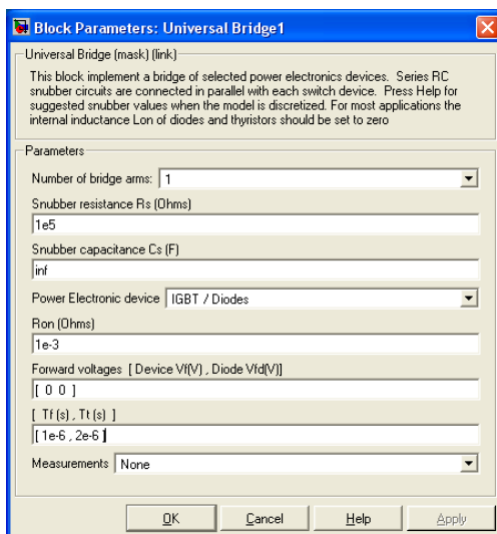 Block Parameters: Universal Bridge1
Universal Bridge (mask) (link)
This block implement a bridge of selected power electronics devices. Series RC
snubber circuits are connected in parallel with each switch device. Press Help for
suggested snubber values when the model is discretized. For most applications the
internal inductance Lon of diodes and thyristors should be set to zero
Parameters
Number of bridge arms: 1
Snubber resistance Rs (Ohms)
1e5
Snubber capacitance Cs (F)
inf
Power Electronic device IGBT / Diodes
Ron (Ohms)
1e-3
Forward voltages [ Device Vf(V) , Diode Vfd(V)]
[ 0 0 ]
[ Tf (s) , Tt (s) ]
[ 1e-6 , 2e-6 ]
Measurements None
OK Cancel Help Apply